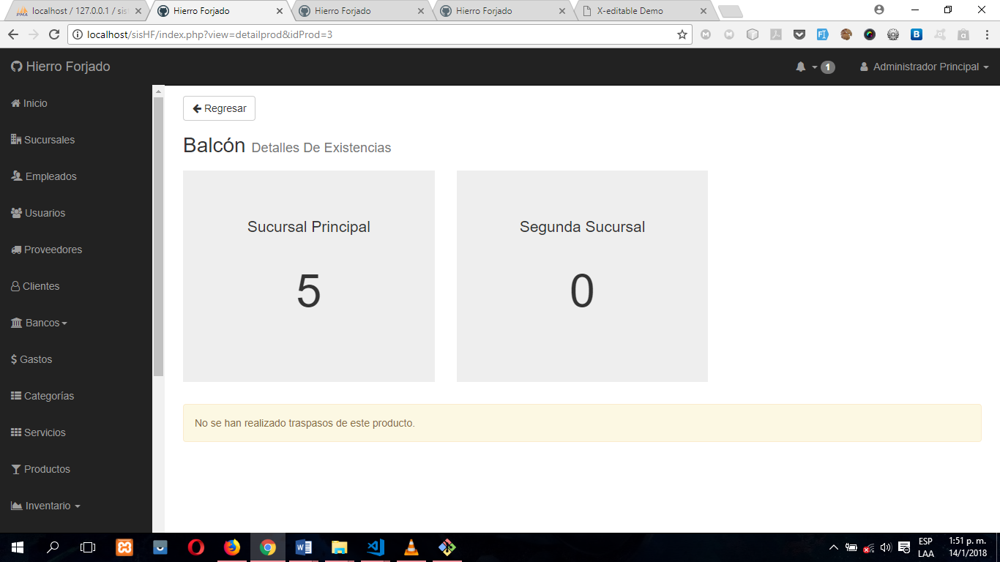 localhost / 127.0.0.1 / sis
Hierro Forjado
Hierro Forjado
Hierro Forjado
X-editable Demo
localhost/sisHF/index.php?view=detailprod&idProd=3
Hierro Forjado
1
Administrador Principal
Inicio
Sucursales
Empleados
Usuarios
Proveedores
Clientes
Bancos
Gastos
Categorías
Servicios
Productos
Inventario
Regresar
Balcón Detalles De Existencias
Sucursal Principal
5
Segunda Sucursal
0
No se han realizado traspasos de este producto.
ESP
LAA
1:51 p. m.
14/1/2018